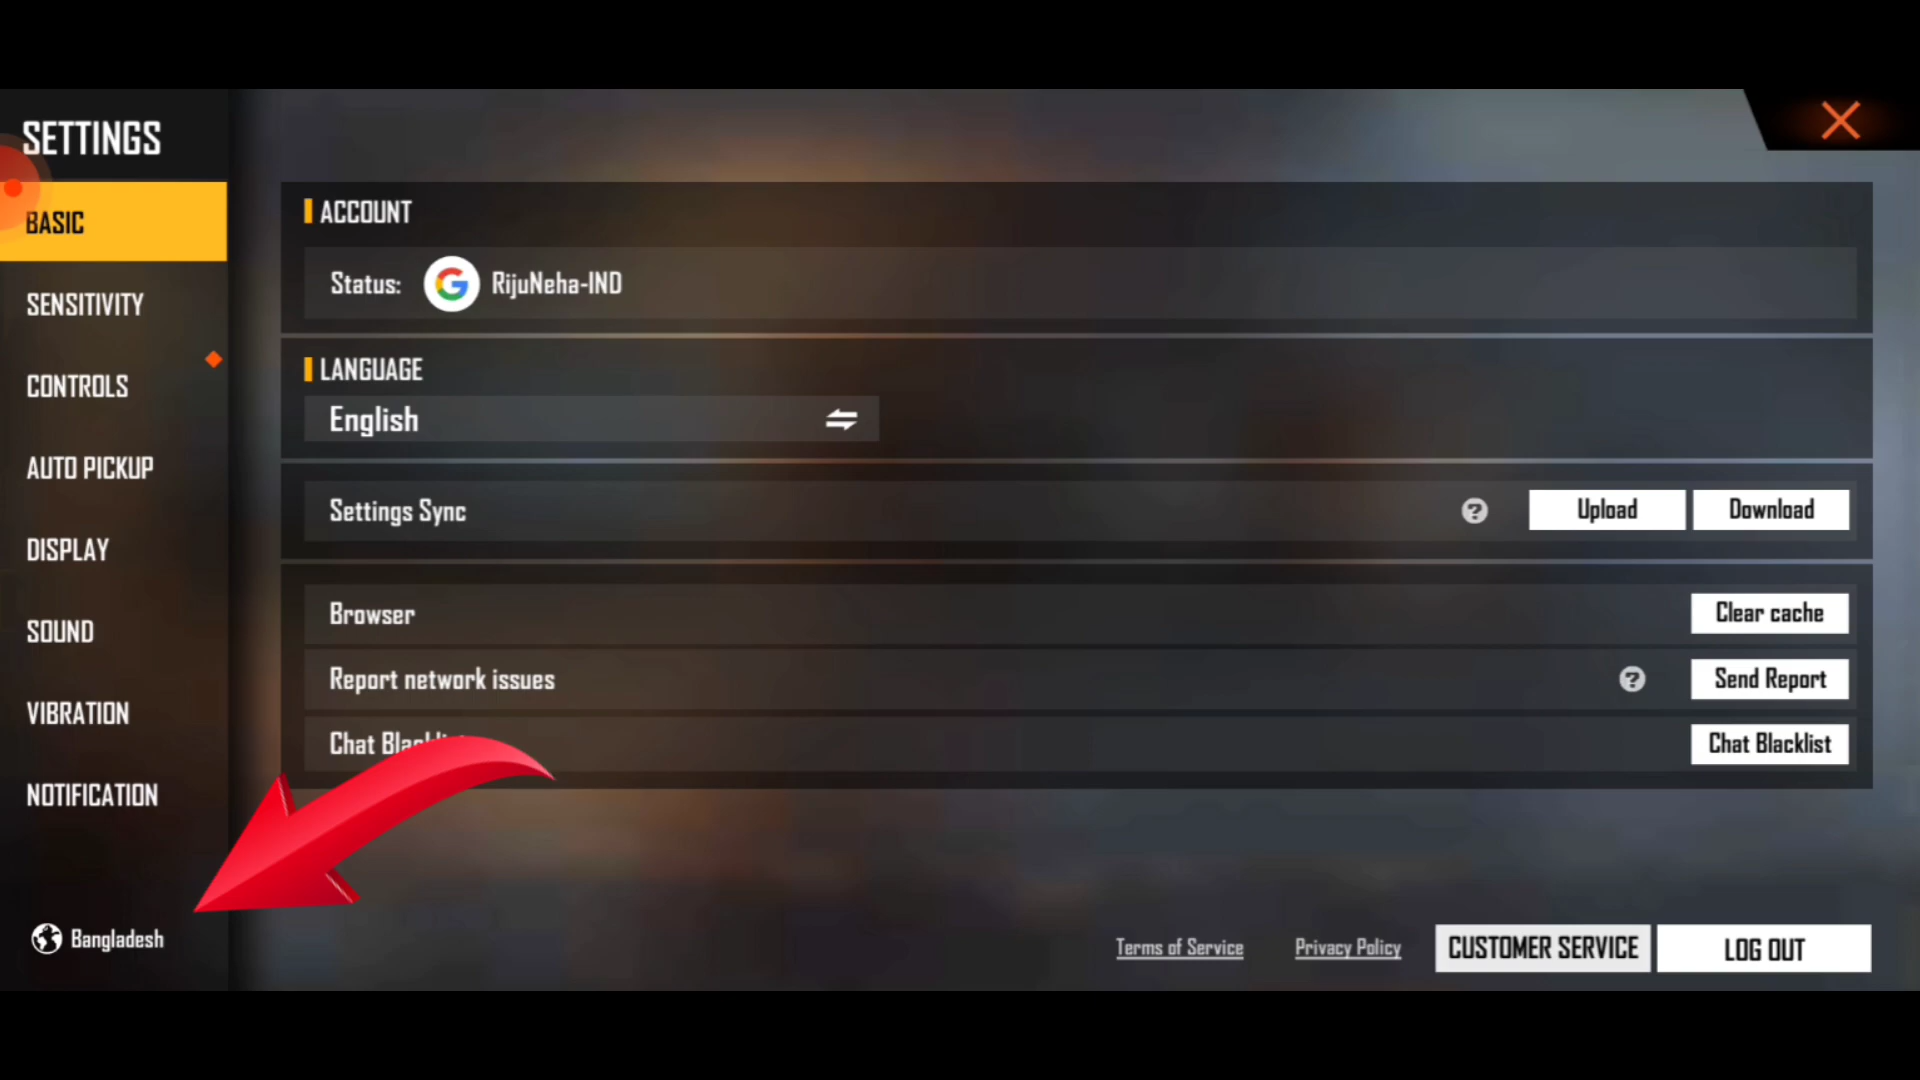 SETTINGS
BASIC
SENSITIVITY
CONTROLS
AUTO PICKUP
DISPLAY
SOUND
VIBRATION
NOTIFICATION
Bangladesh
ACCOUNT
Status: RijuNeha-IND
LANGUAGE
English
Settings Sync ? Upload Download
Browser Clear cache
Report network issues ? Send Report
Chat Chat Blacklist
Terms of Service Privacy Policy CUSTOMER SERVICE LOG OUT